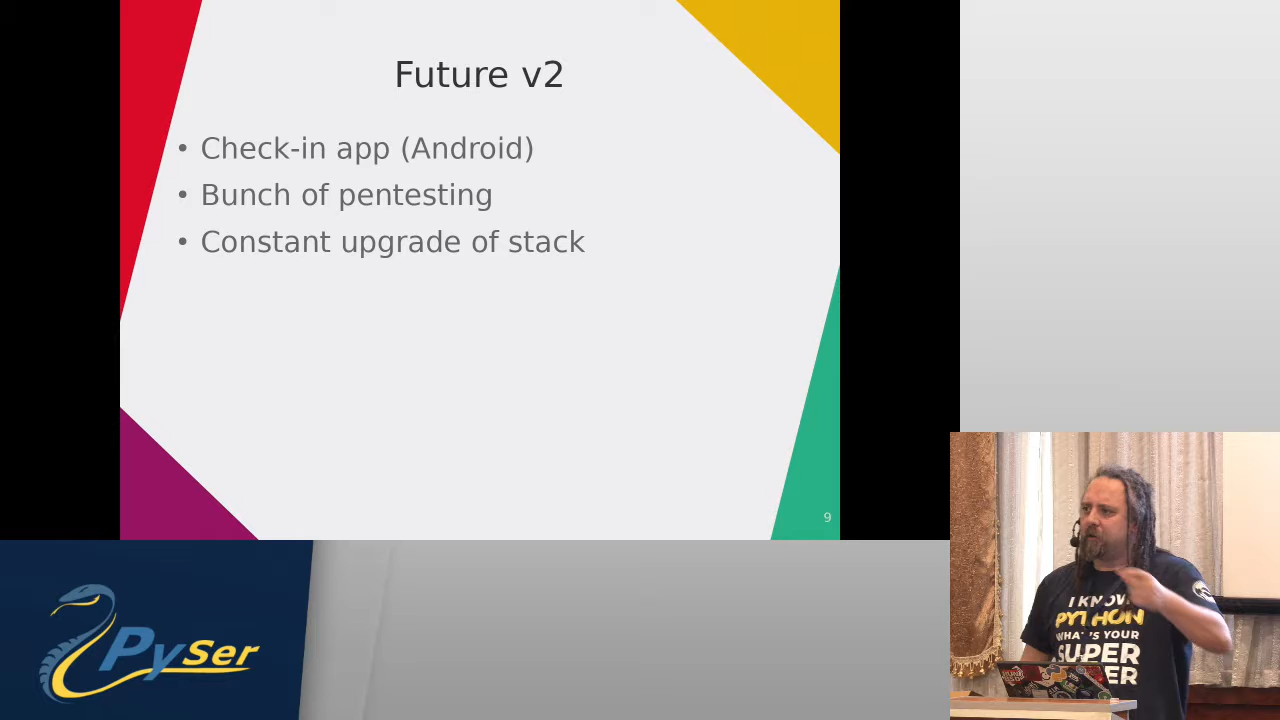 Future v2
• Check-in app (Android)
• Bunch of pentesting
• Constant upgrade of stack
9
PySer
I KNOW
PYTHON
WHAT'S YOUR
SUPER